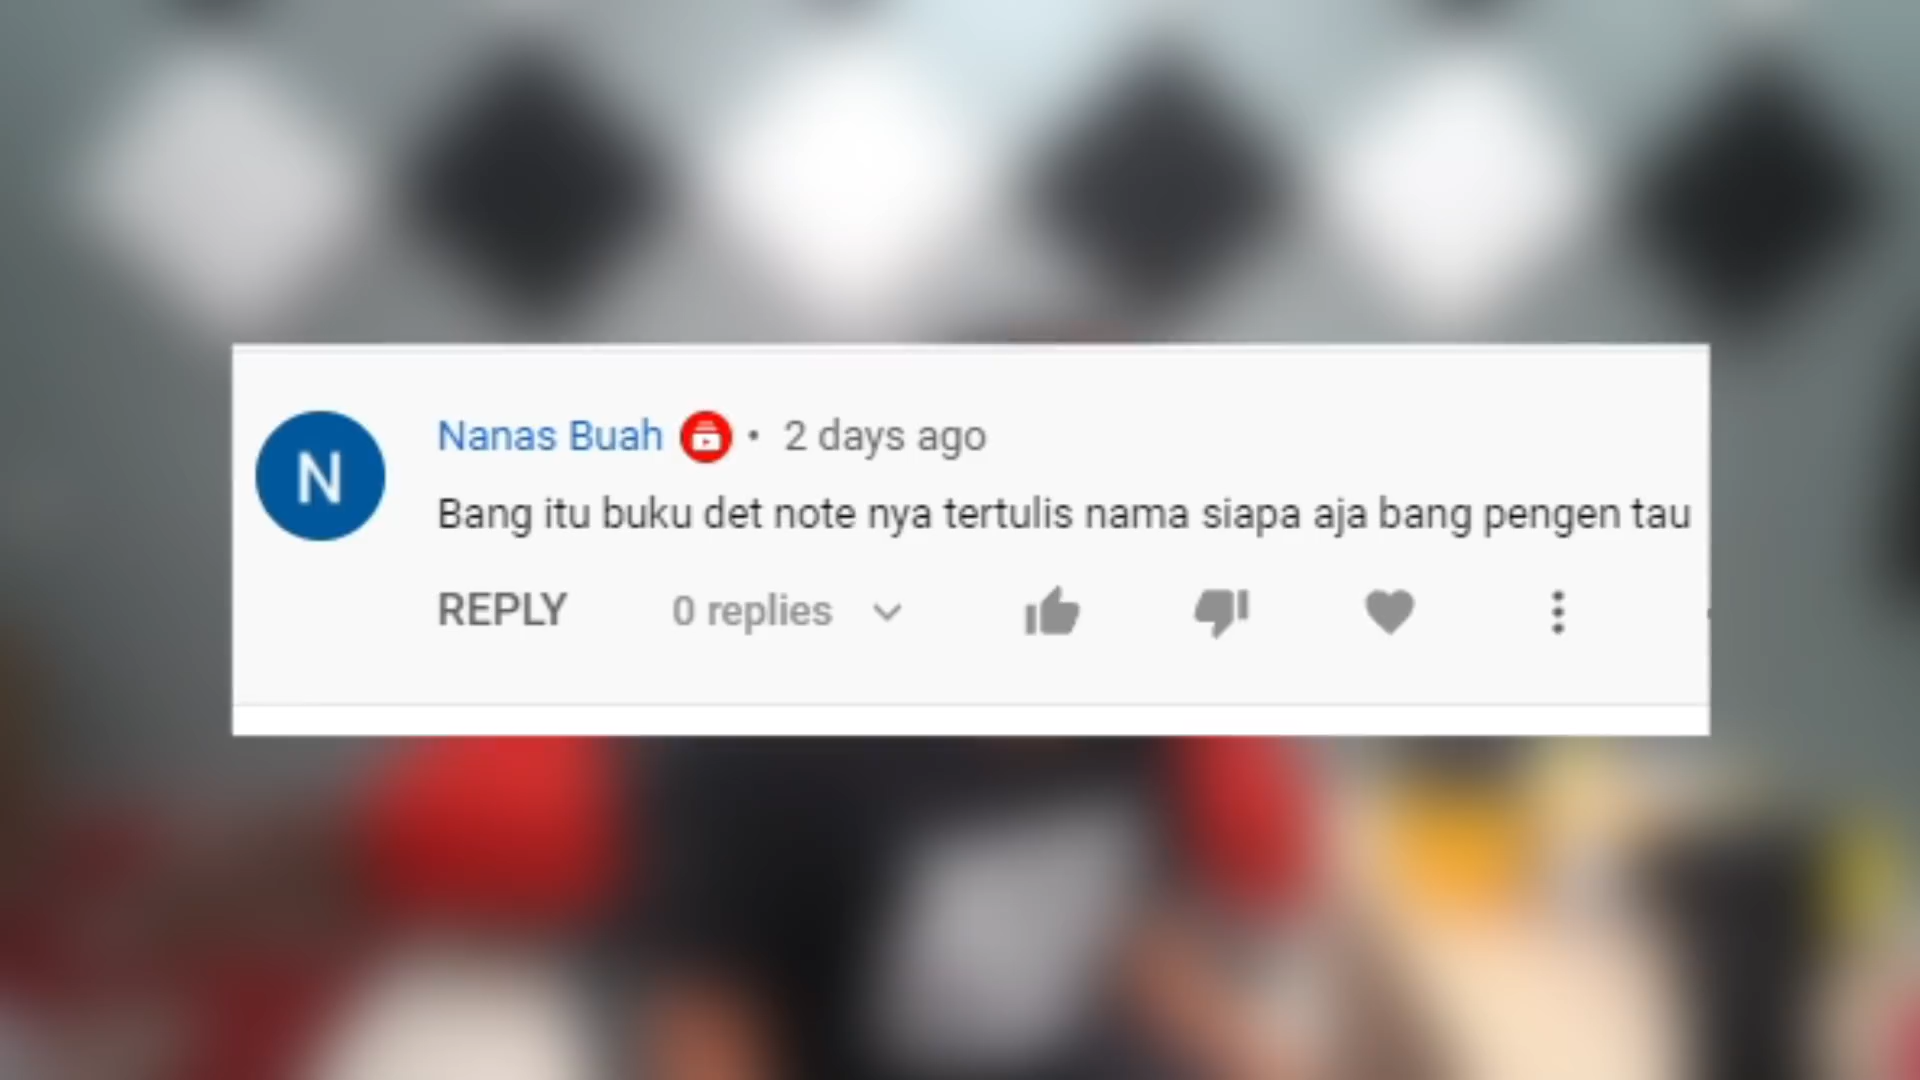 N
Nanas Buah • 2 days ago
Bang itu buku det note nya tertulis nama siapa aja bang pengen tau
REPLY 0 replies